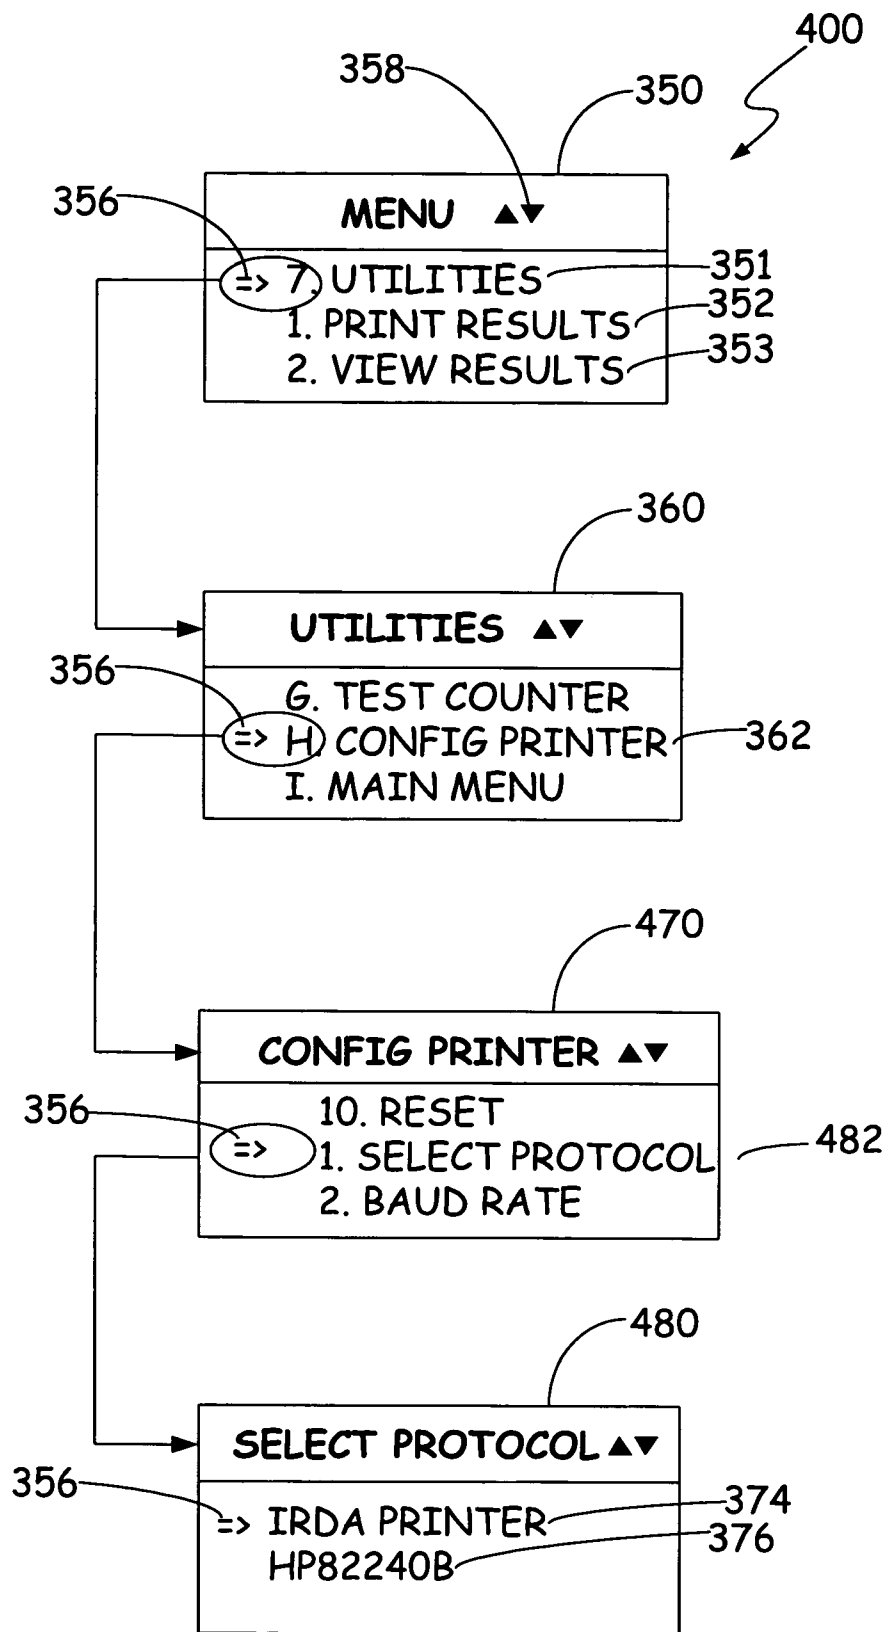 400
358
350
356
MENU ▲▼
=> 7. UTILITIES 351
1. PRINT RESULTS 352
2. VIEW RESULTS 353
360
UTILITIES ▲▼
356
G. TEST COUNTER
=> H. CONFIG PRINTER 362
I. MAIN MENU
470
CONFIG PRINTER ▲▼
356
10. RESET
=> 1. SELECT PROTOCOL 482
2. BAUD RATE
480
SELECT PROTOCOL ▲▼
356
=> IRDA PRINTER 374
HP82240B 376